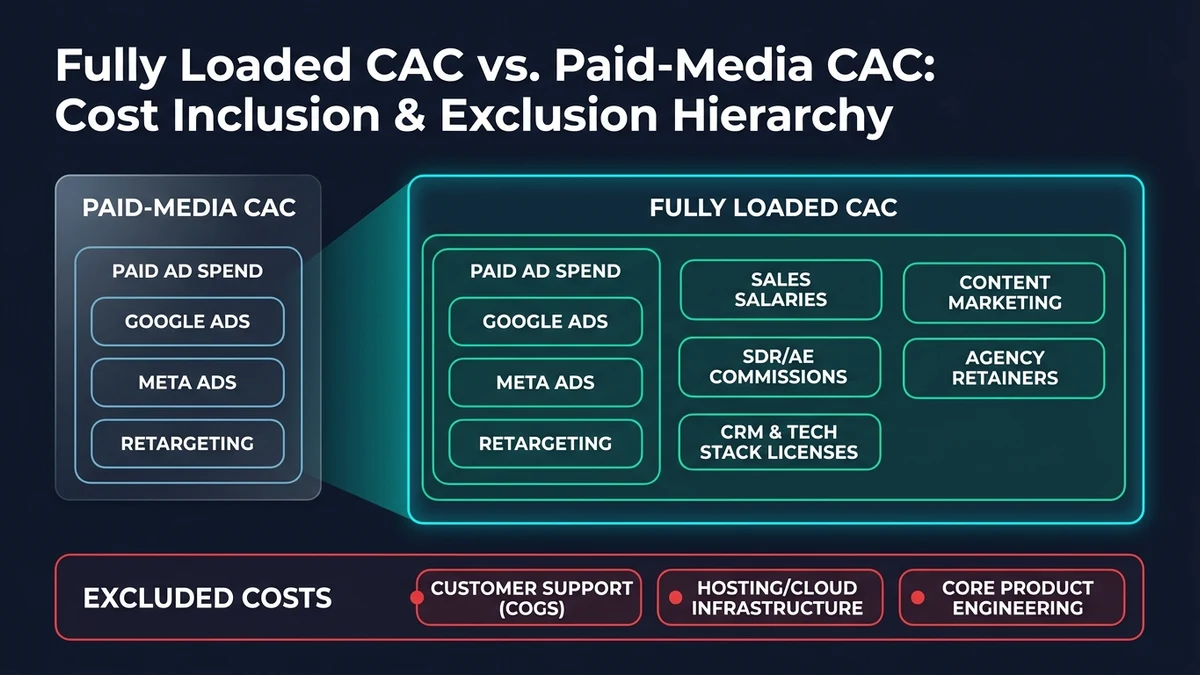 Fully Loaded CAC vs. Paid-Media CAC:
Cost Inclusion & Exclusion Hierarchy
PAID-MEDIA CAC
PAID AD SPEND
GOOGLE ADS
META ADS
RETARGETING
FULLY LOADED CAC
PAID AD SPEND
GOOGLE ADS
META ADS
RETARGETING
SALES
SALARIES
SDR/AE
COMMISSIONS
CRM & TECH
STACK LICENSES
CONTENT
MARKETING
AGENCY
RETAINERS
EXCLUDED COSTS
CUSTOMER SUPPORT
(COGS)
HOSTING/CLOUD
INFRASTRUCTURE
CORE PRODUCT
ENGINEERING